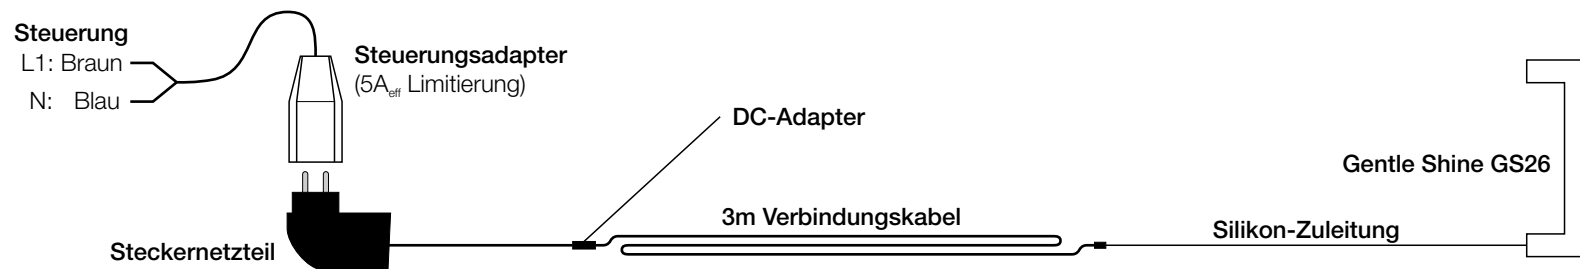 Steuerung
L1: Braun
N: Blau
Steuerungsadapter
(5Aeff Limitierung)
DC-Adapter
Gentle Shine GS26
3m Verbindungskabel
Silikon-Zuleitung
Steckernetzteil